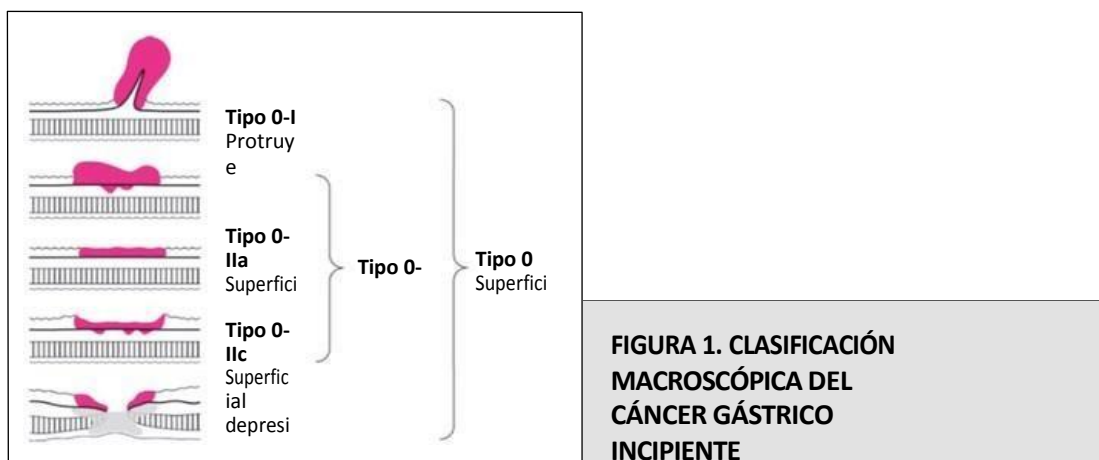 Tipo 0-I
Protruy
e
Tipo 0-
IIa
Superfici
Tipo 0-
IIc
Superfic
ial
depresi
Tipo 0-
Tipo 0
Superfici
FIGURA 1. CLASIFICACIÓN
MACROSCÓPICA DEL
CÁNCER GÁSTRICO
INCIPIENTE